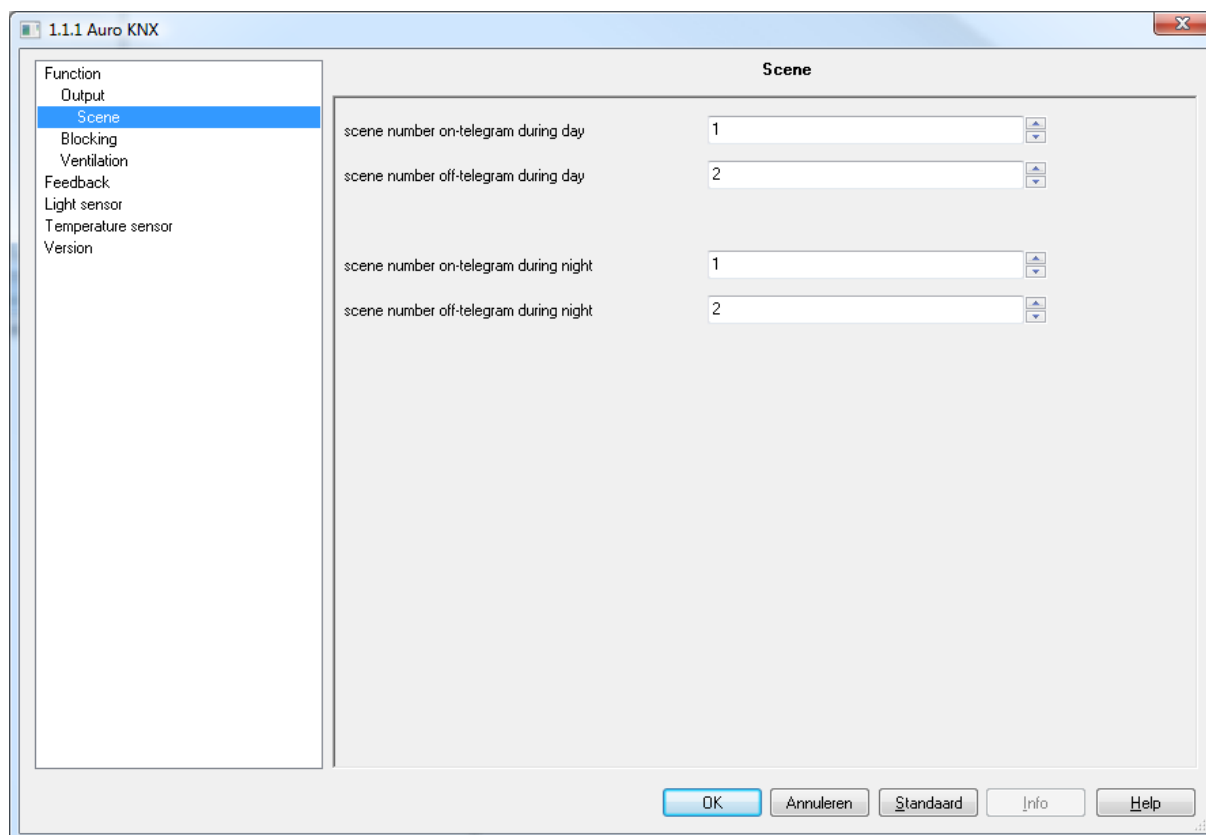 1.1.1 Auro KNX
Function
Output
Scene
Blocking
Ventilation
Feedback
Light sensor
Temperature sensor
Version
Scene
scene number on-telegram during day 1
scene number off-telegram during day 2
scene number on-telegram during night 1
scene number off-telegram during night 2
OK Annuleren Standaard Info Help